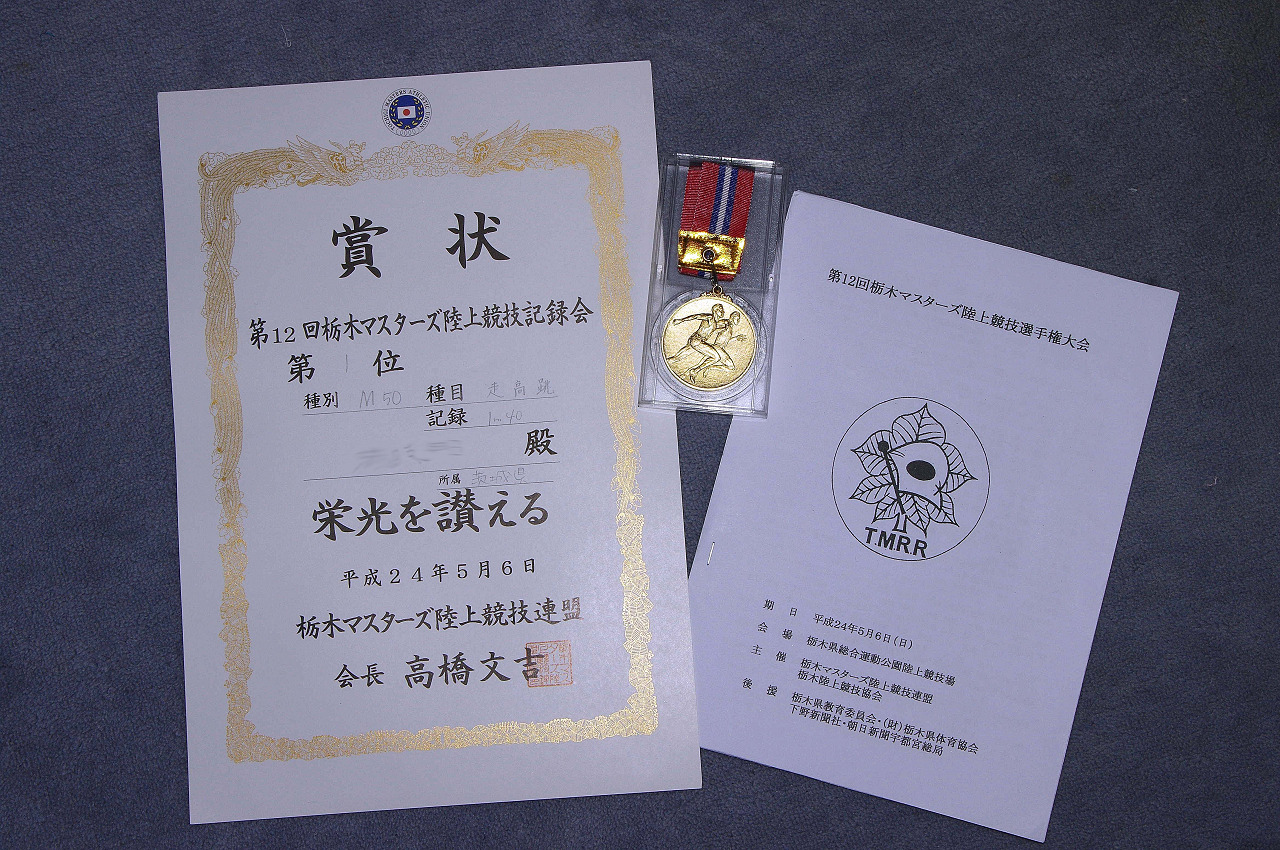 TOCHIGI MASTERS ATHLETIC UNION
賞状
第12回栃木マスターズ陸上競技記録会
第 1 位
種別 M50 種目 走高跳
記録 1m40
殿
所属 茨城県
栄光を讃える
平成24年5月6日
栃木マスターズ陸上競技連盟
会長 高橋文吉
第12回栃木マスターズ陸上競技選手権大会
T.M.R.R
期日 平成24年5月6日(日)
会場 栃木県総合運動公園陸上競技場
主催 栃木マスターズ陸上競技連盟
栃木陸上競技協会
後援 栃木県教育委員会・(財)栃木県体育協会
下野新聞社・朝日新聞宇都宮総局